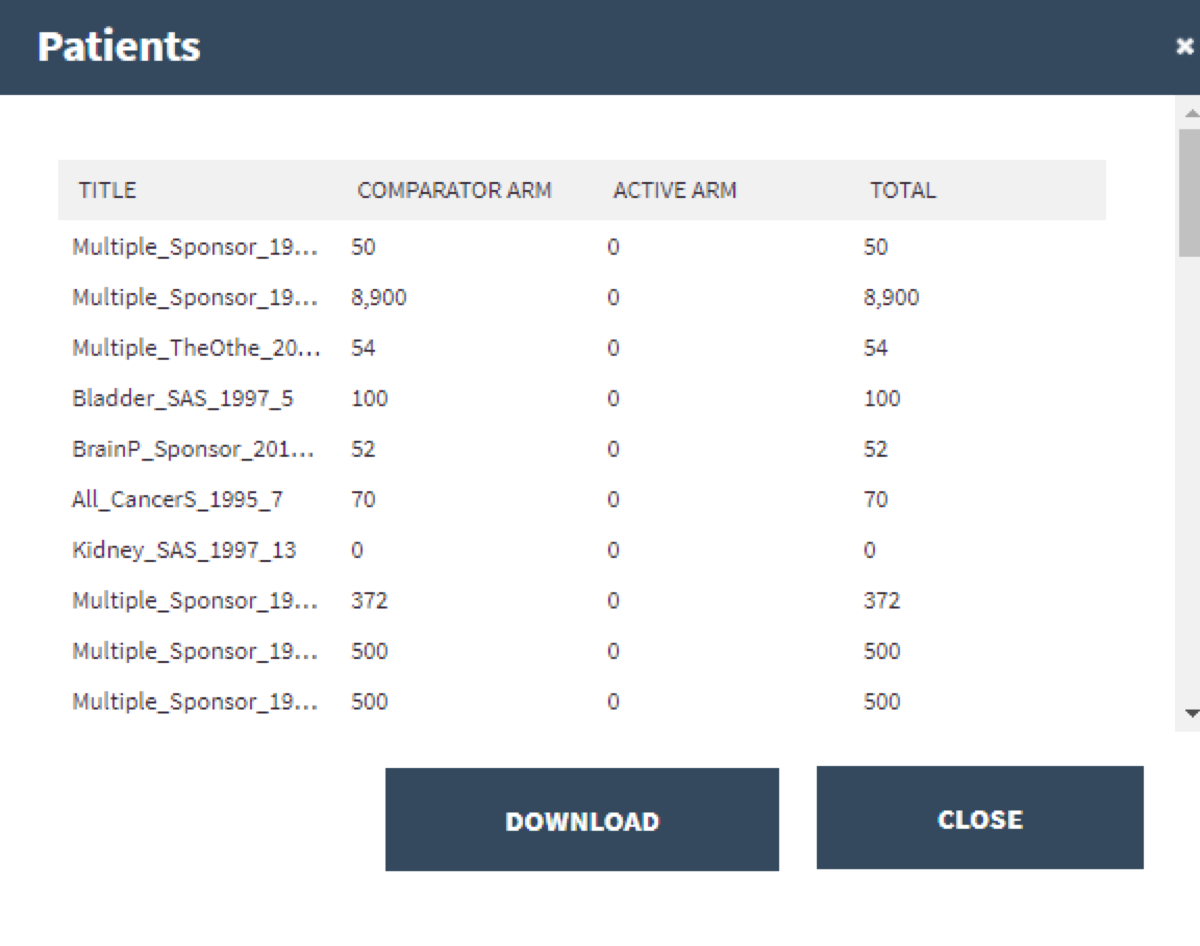 Patients
TITLE COMPARATOR ARM ACTIVE ARM TOTAL
Multiple_Sponsor_19... 50 0 50
Multiple_Sponsor_19... 8,900 0 8,900
Multiple_TheOthe_20... 54 0 54
Bladder_SAS_1997_5 100 0 100
BrainP_Sponsor_201... 52 0 52
All_CancerS_1995_7 70 0 70
Kidney_SAS_1997_13 0 0 0
Multiple_Sponsor_19... 372 0 372
Multiple_Sponsor_19... 500 0 500
Multiple_Sponsor_19... 500 0 500
DOWNLOAD CLOSE